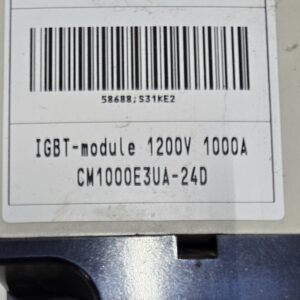 58688;S31KE2
IGBT-module 1200V 1000A
CM1000E3UA-24D